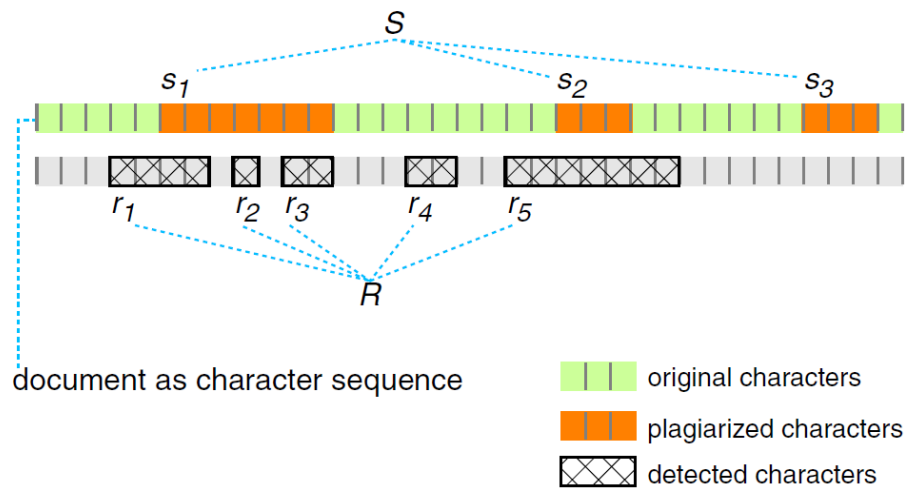 S
s1 s2 s3
r1 r2 r3 r4 r5
R
document as character sequence
original characters
plagiarized characters
detected characters